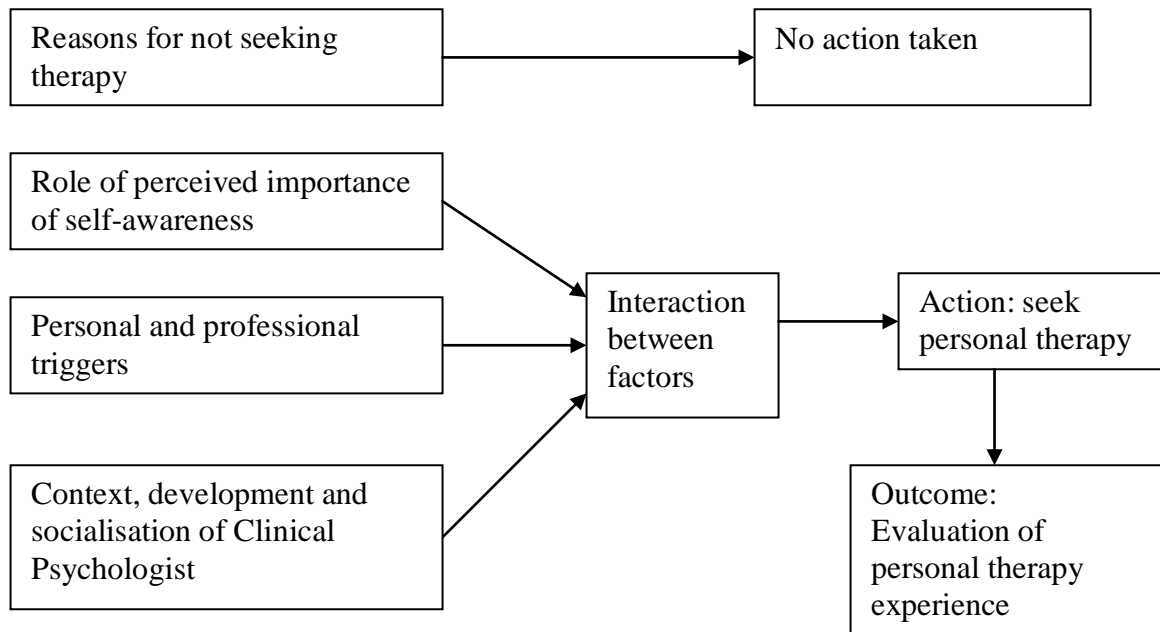 Reasons for not seeking
therapy
No action taken
Role of perceived importance
of self-awareness
Personal and professional
triggers
Context, development and
socialisation of Clinical
Psychologist
Interaction
between
factors
Action: seek
personal therapy
Outcome:
Evaluation of
personal therapy
experience